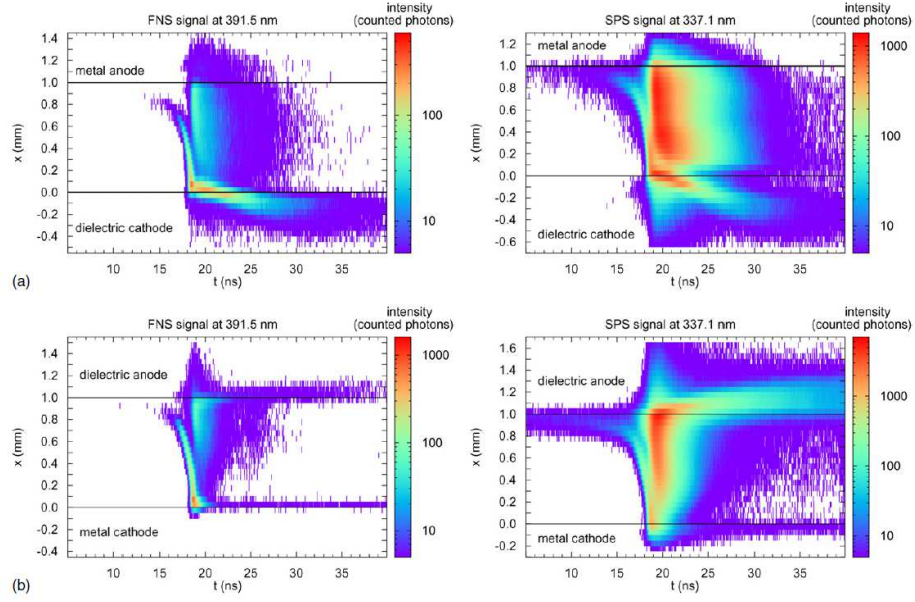 FNS signal at 391.5 nm
intensity
(counted photons)
1.4
1.2
1.0
0.8
0.6
0.4
0.2
0.0
-0.2
-0.4
x (mm)
metal anode
dielectric cathode
10 15 20 25 30 35
t (ns)
100
10
SPS signal at 337.1 nm
intensity
(counted photons)
1.2
1.0
0.8
0.6
0.4
0.2
0.0
-0.2
-0.4
-0.6
x (mm)
metal anode
dielectric cathode
10 15 20 25 30 35
t (ns)
1000
100
10
(a)
FNS signal at 391.5 nm
intensity
(counted photons)
1.4
1.2
1.0
0.8
0.6
0.4
0.2
0.0
-0.2
-0.4
x (mm)
dielectric anode
metal cathode
10 15 20 25 30 35
t (ns)
1000
100
10
SPS signal at 337.1 nm
intensity
(counted photons)
1.6
1.4
1.2
1.0
0.8
0.6
0.4
0.2
0.0
-0.2
x (mm)
dielectric anode
metal cathode
10 15 20 25 30 35
t (ns)
1000
100
10
(b)